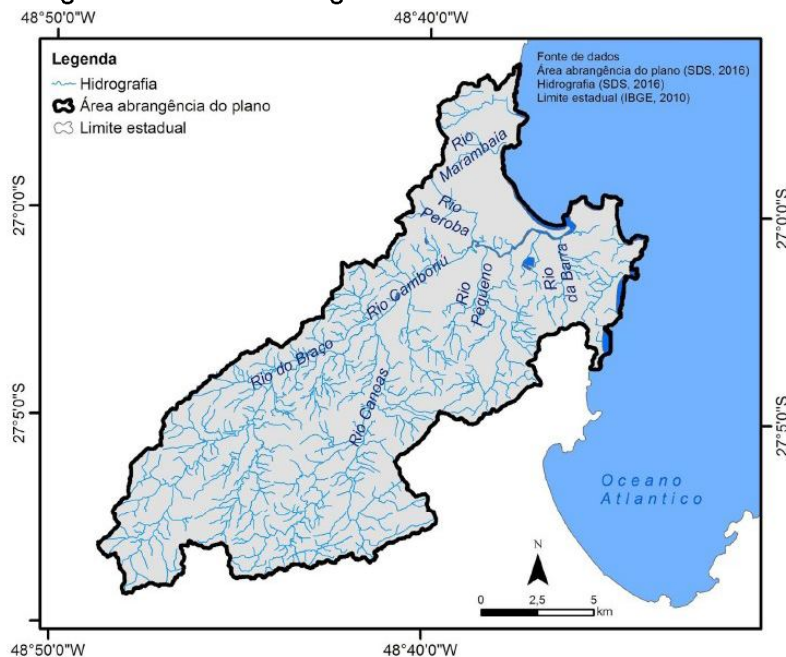 48°50'0"W
48°40'0"W
Legenda
Hidrografia
Área abrangência do plano
Limite estadual
Fonte de dados
Área abrangência do plano (SDS, 2016)
Hidrografia (SDS, 2016)
Limite estadual (IBGE, 2010)
Rio
Marambaia
27°0'0"S
27°0'0"S
Rio
Peroba
Rio Camboriú
Rio
Pequeno
Rio
da Barra
Rio do Braço
Rio Canoas
27°5'0"S
27°5'0"S
Oceano
Atlantico
N
0
2,5
5
km
48°50'0"W
48°40'0"W